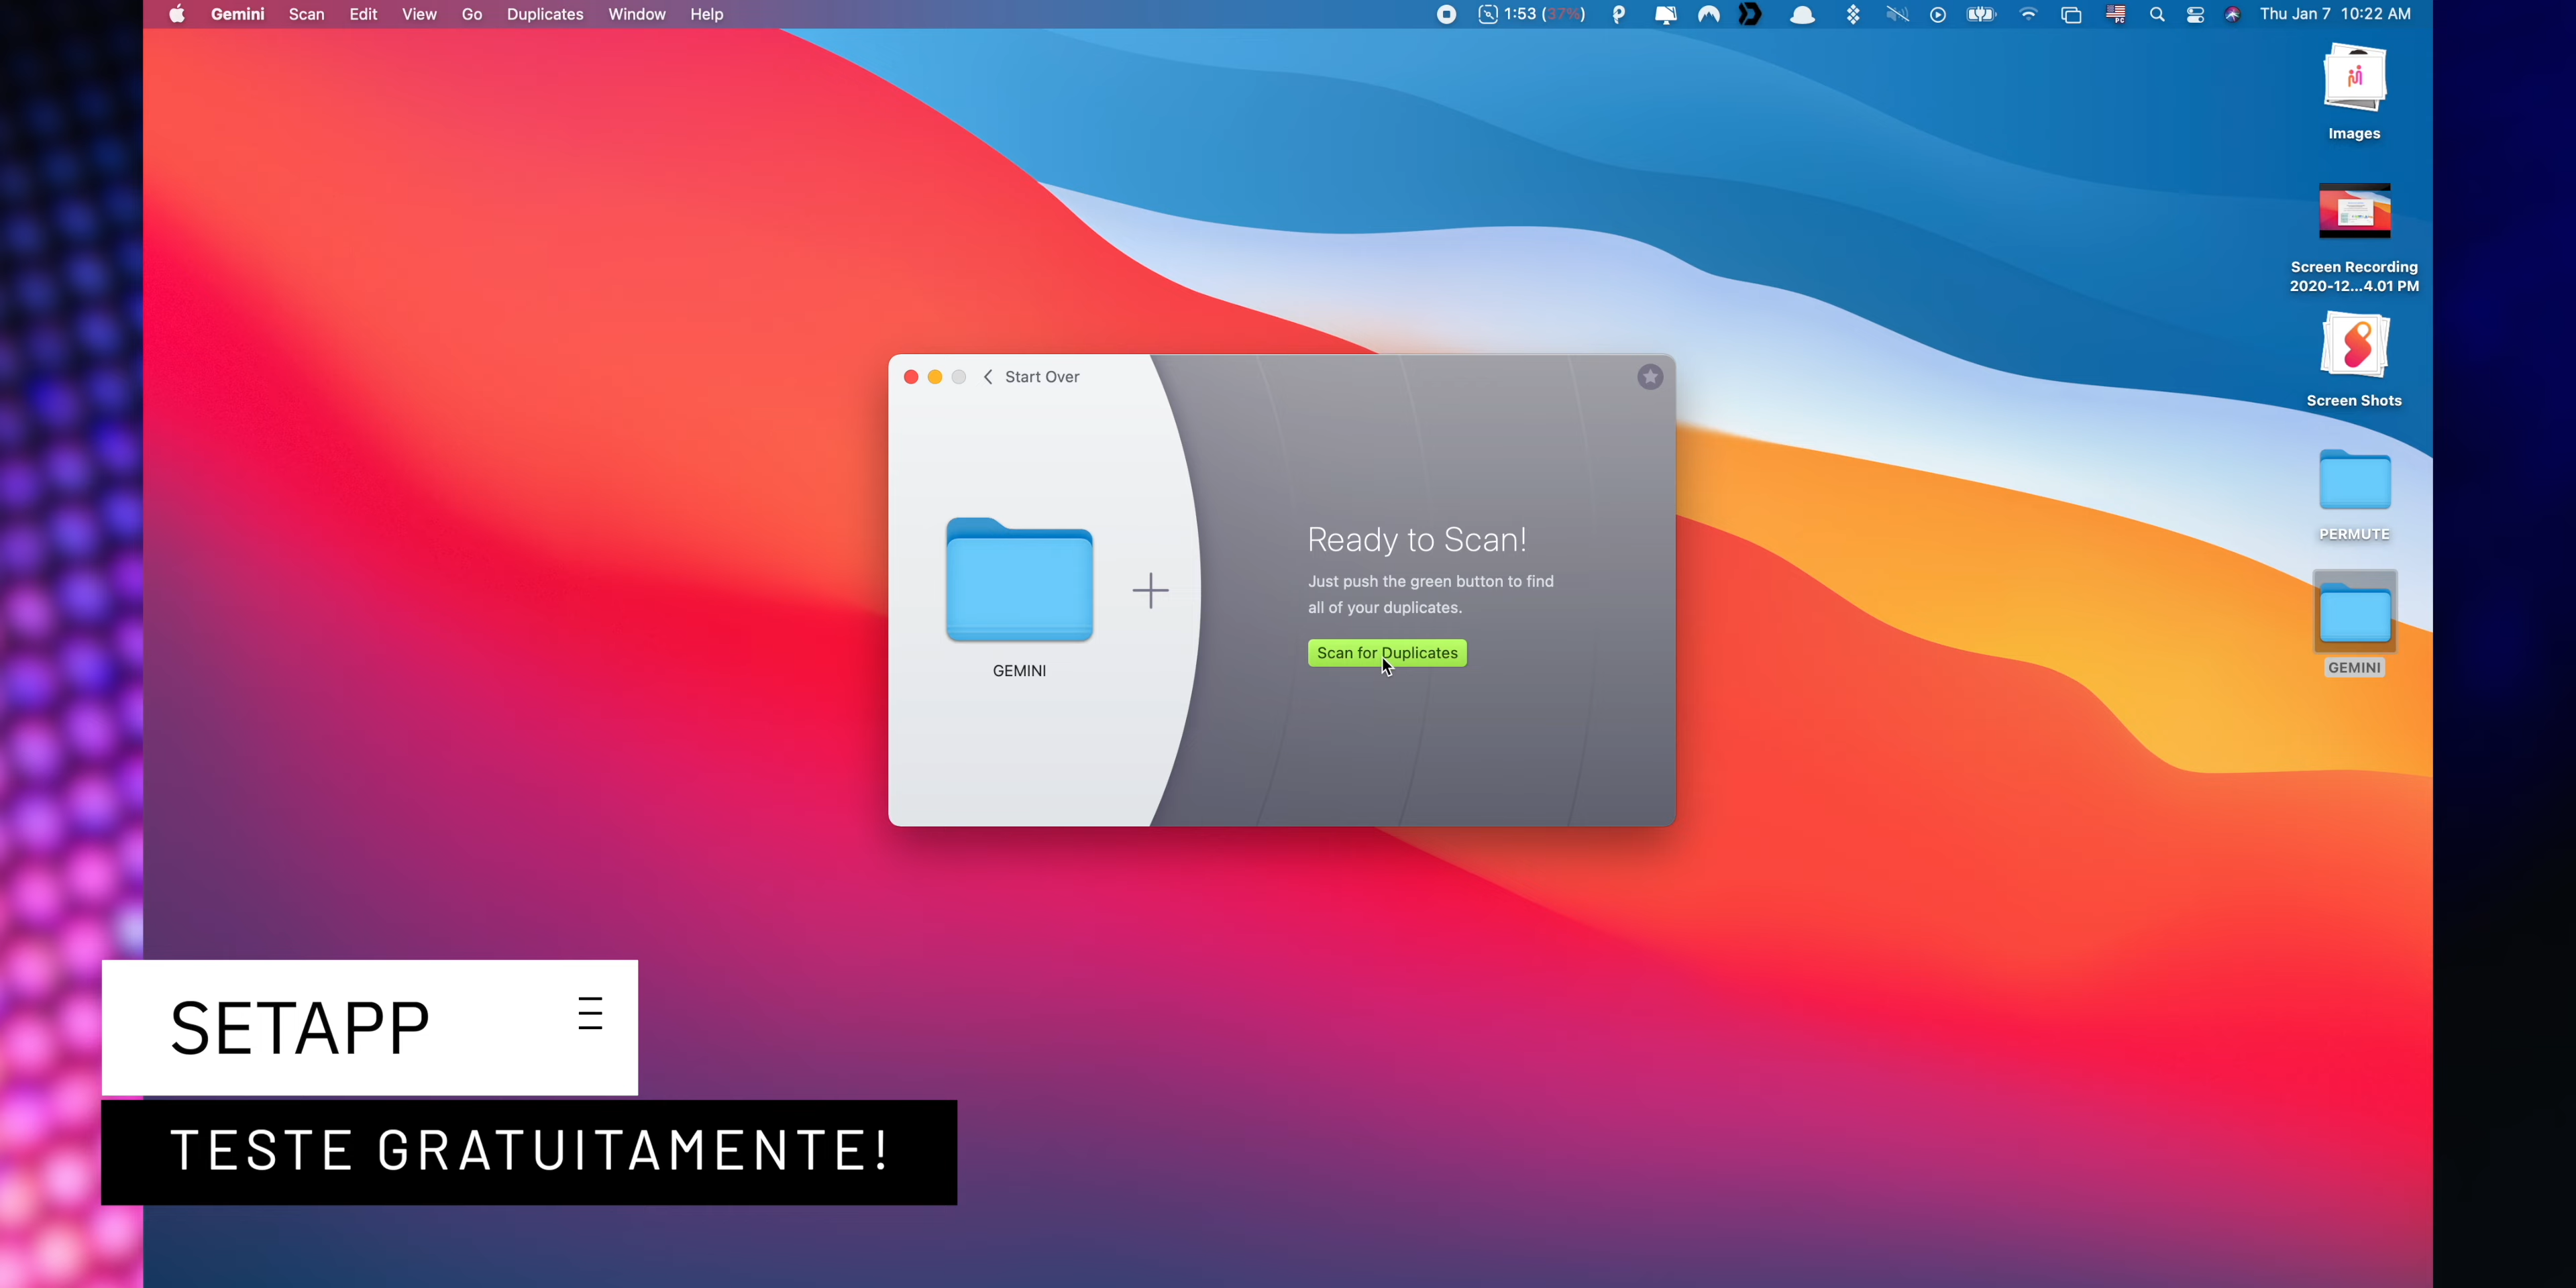 Gemini Scan Edit View Go Duplicates Window Help 1:53 (37%) Thu Jan 7 10:22 AM
Images
Screen Recording
2020-12...4.01 PM
Screen Shots
PERMUTE
GEMINI
Start Over
GEMINI
Ready to Scan!
Just push the green button to find
all of your duplicates.
Scan for Duplicates
SETAPP
TESTE GRATUITAMENTE!